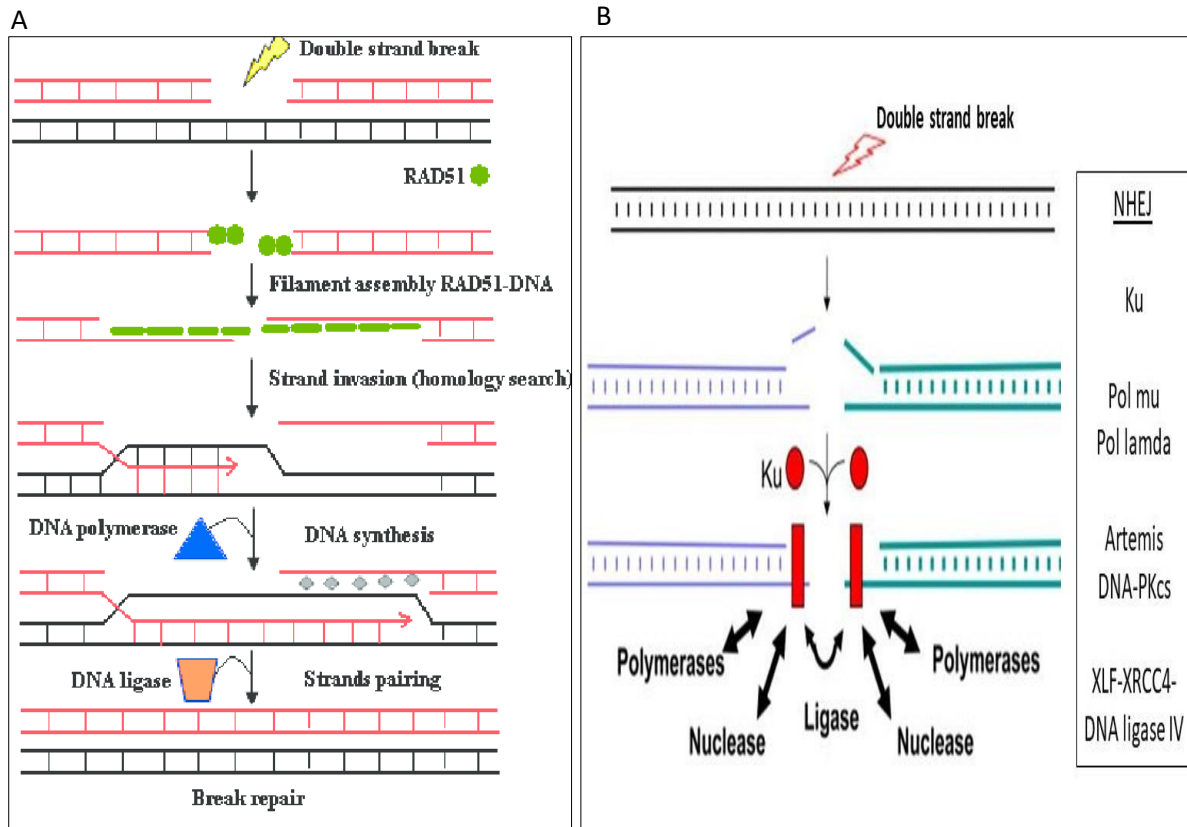 A
Double strand break
RAD51
Filament assembly RAD51-DNA
Strand invasion (homology search)
DNA polymerase
DNA synthesis
DNA ligase
Strands pairing
Break repair
B
Double strand break
Ku
Polymerases
Nuclease
Ligase
Nuclease
Polymerases
NHEJ
Ku
Pol mu
Pol lamda
Artemis
DNA-PKcs
XLF-XRCC4-
DNA ligase IV